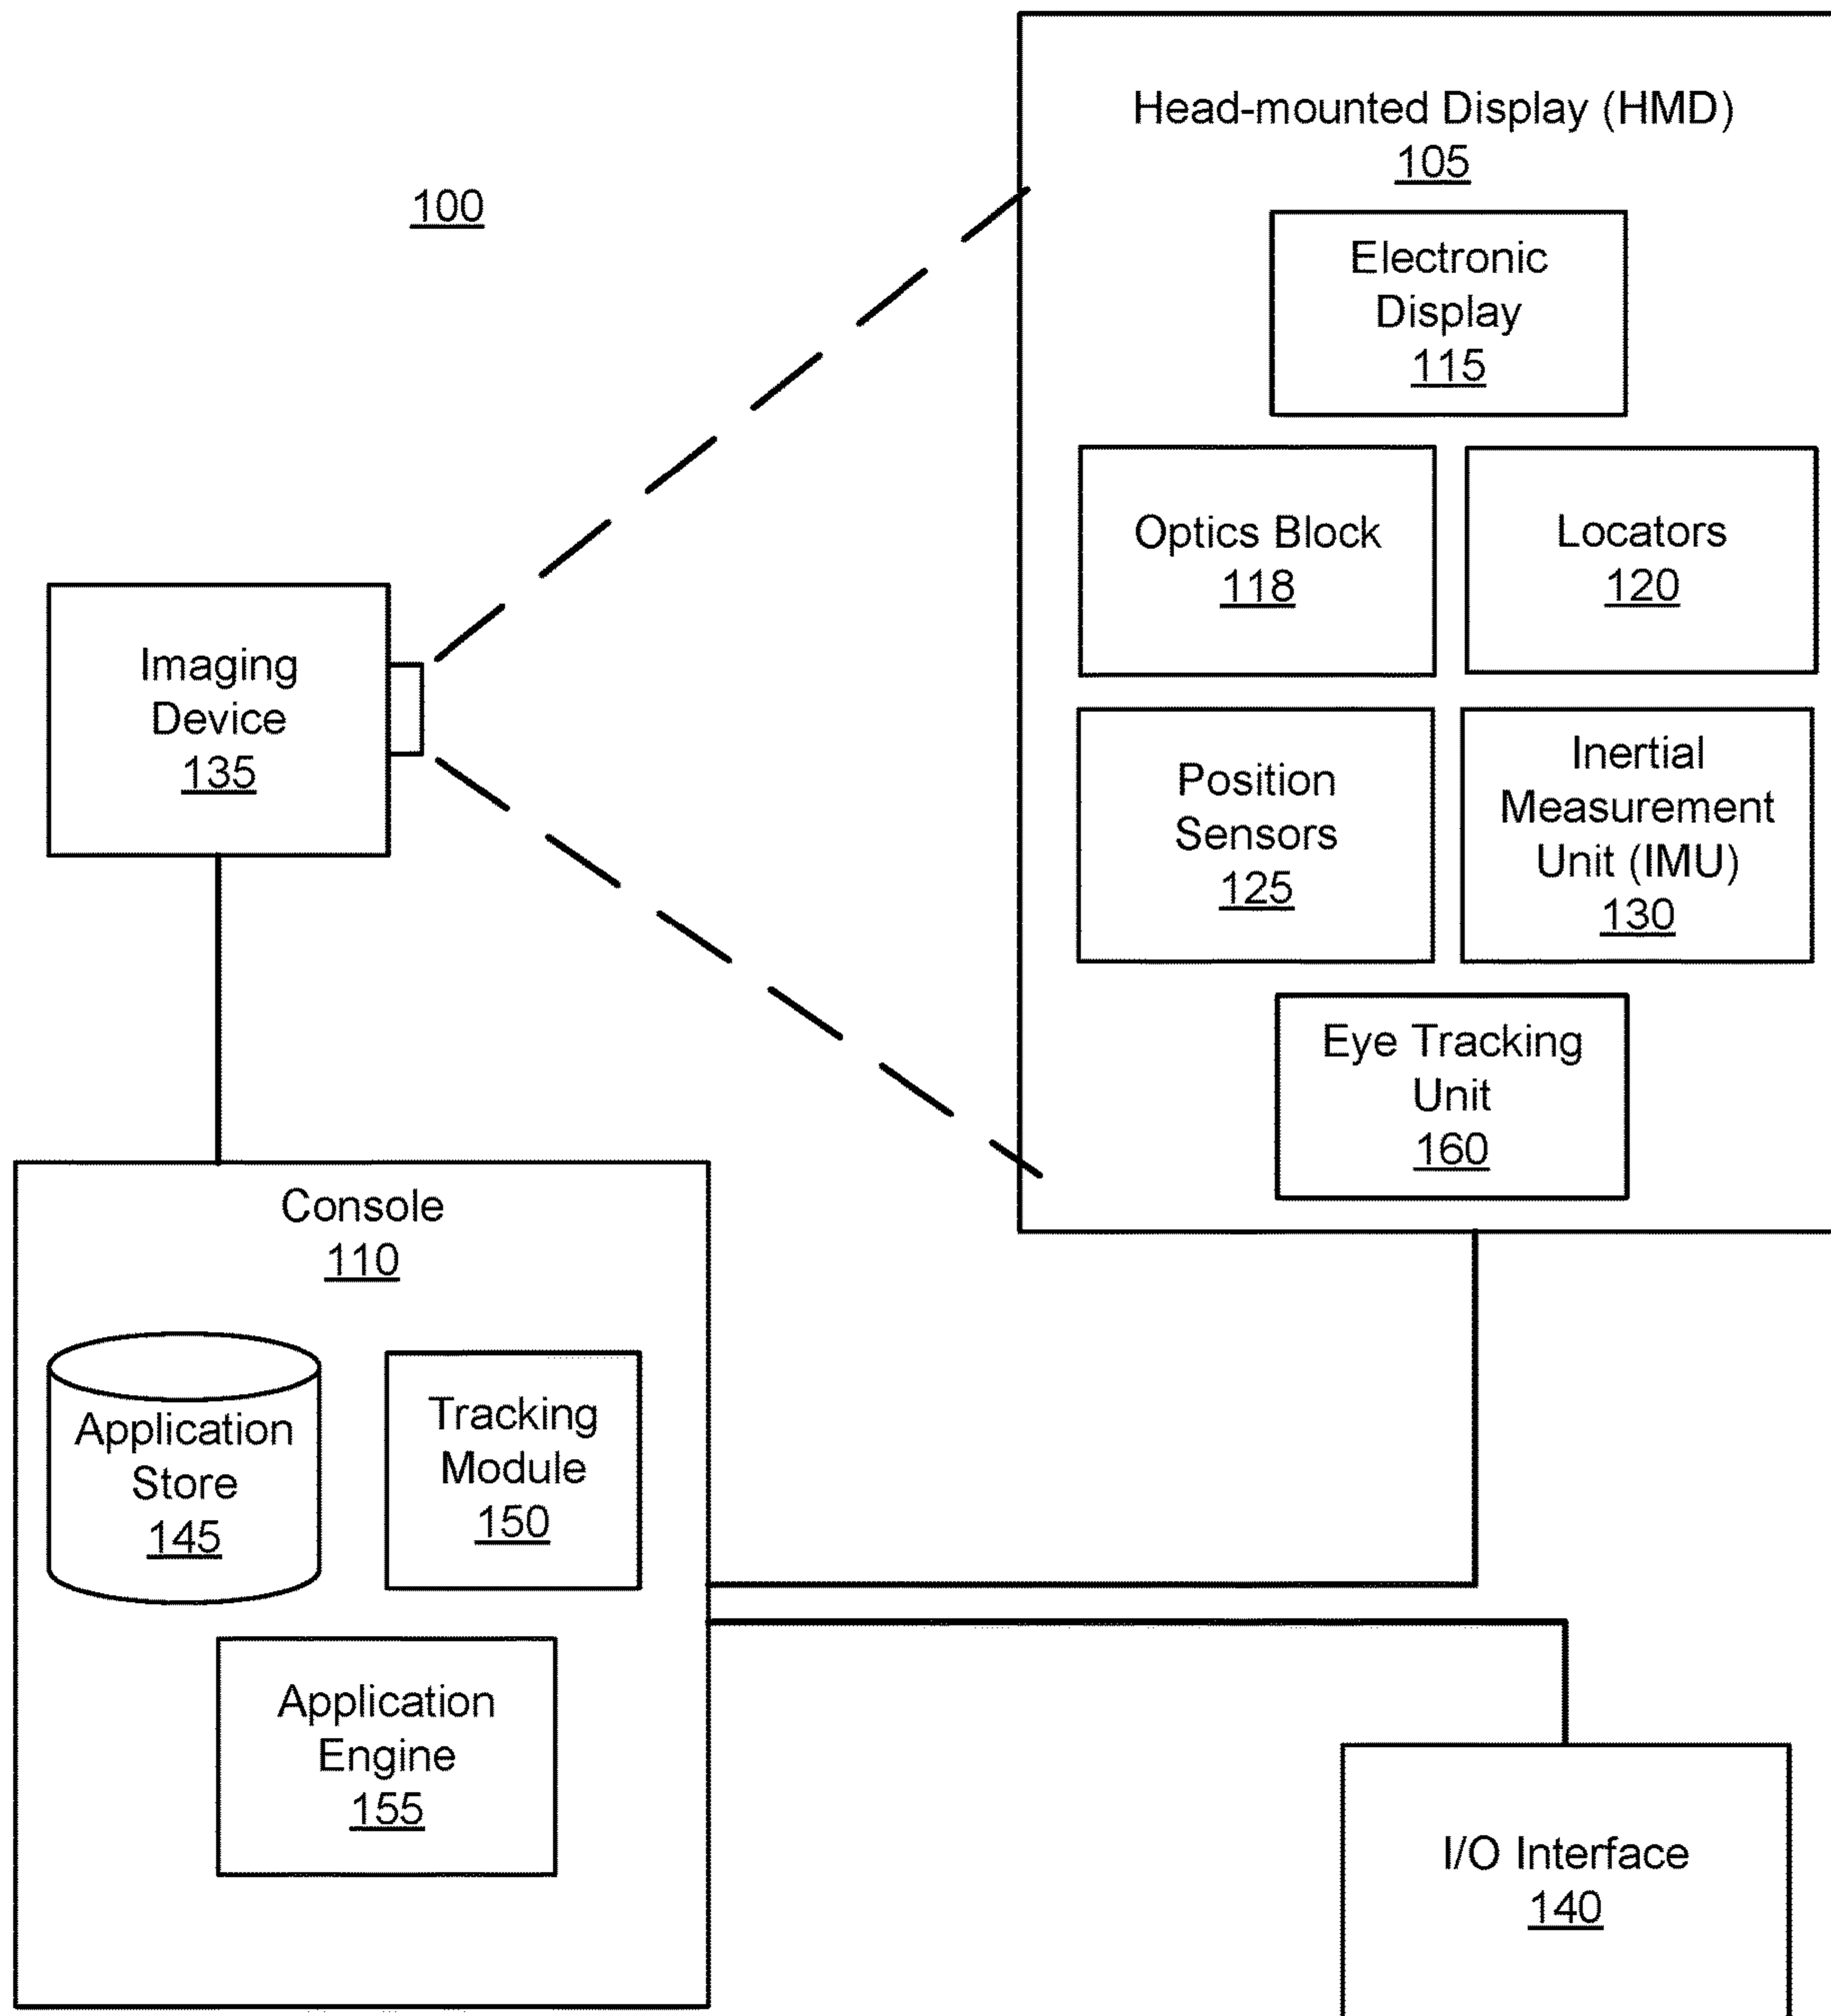 100
Head-mounted Display (HMD)
105
Electronic
Display
115
Optics Block
118
Locators
120
Imaging
Device
135
Position
Sensors
125
Inertial
Measurement
Unit (IMU)
130
Eye Tracking
Unit
160
Console
110
Application
Store
145
Tracking
Module
150
Application
Engine
155
I/O Interface
140